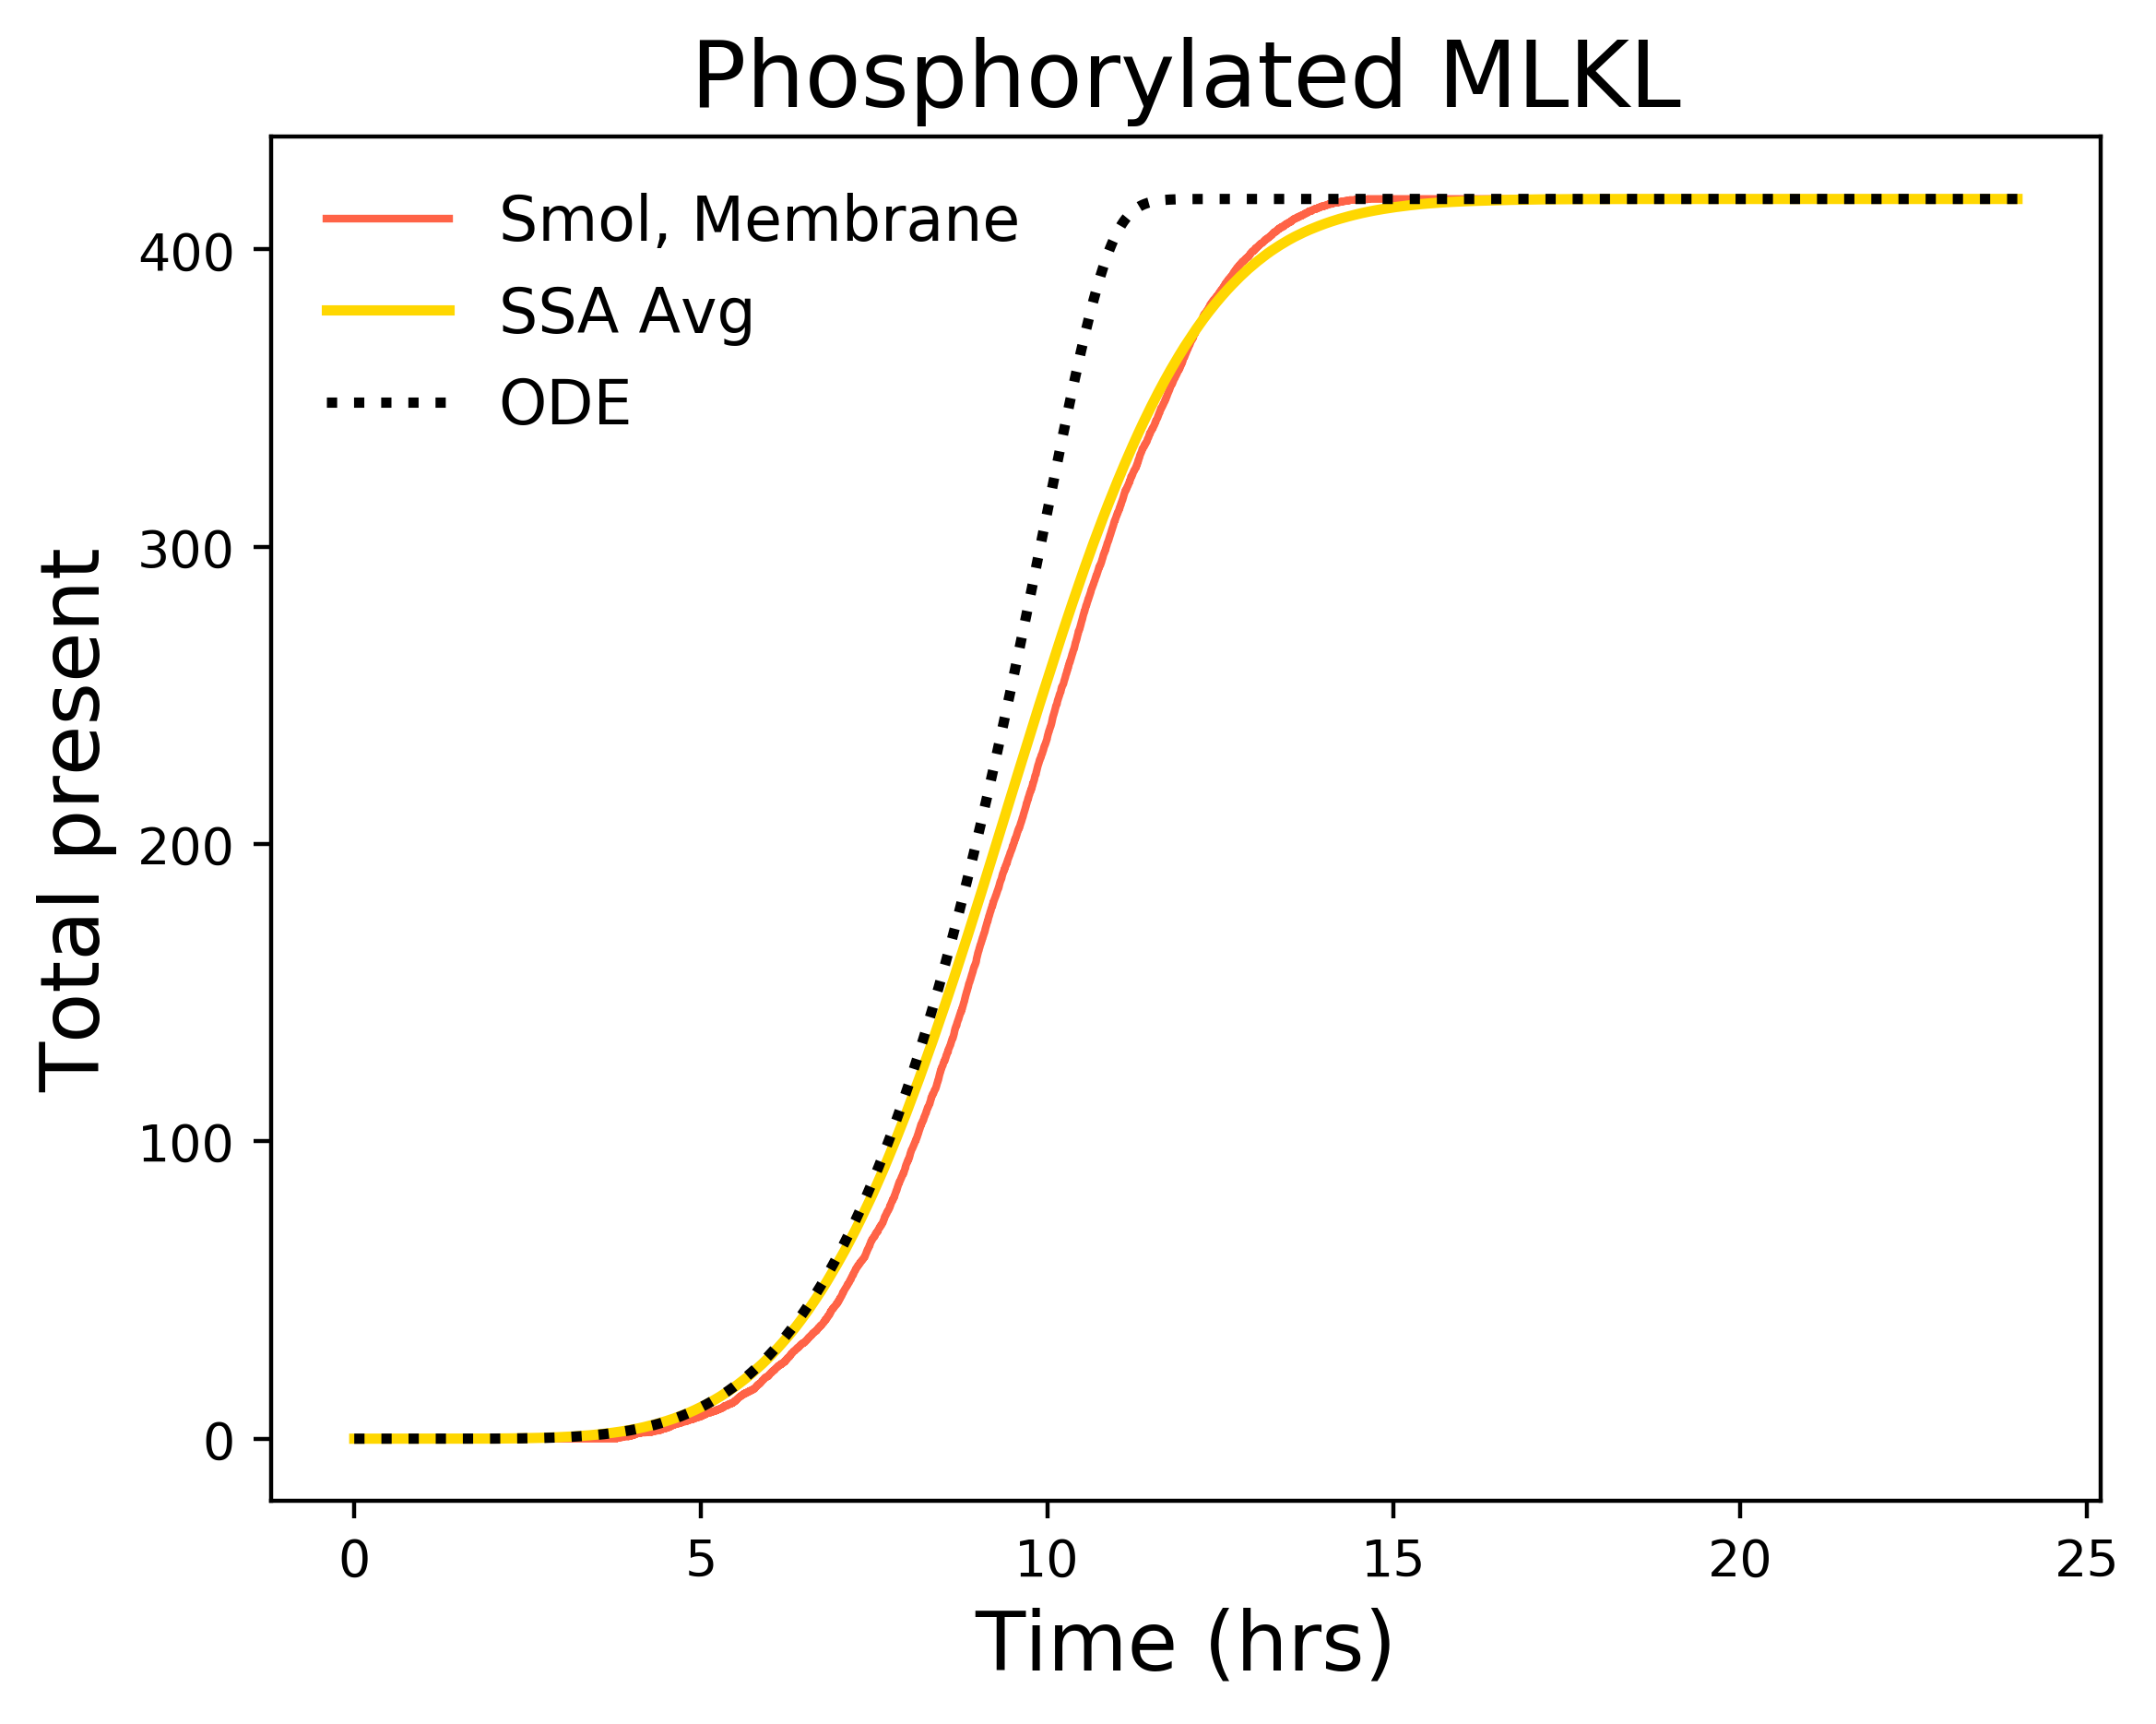 Phosphorylated MLKL
Smol, Membrane
SSA Avg
ODE
Total present
400
300
200
100
0
0 5 10 15 20 25
Time (hrs)